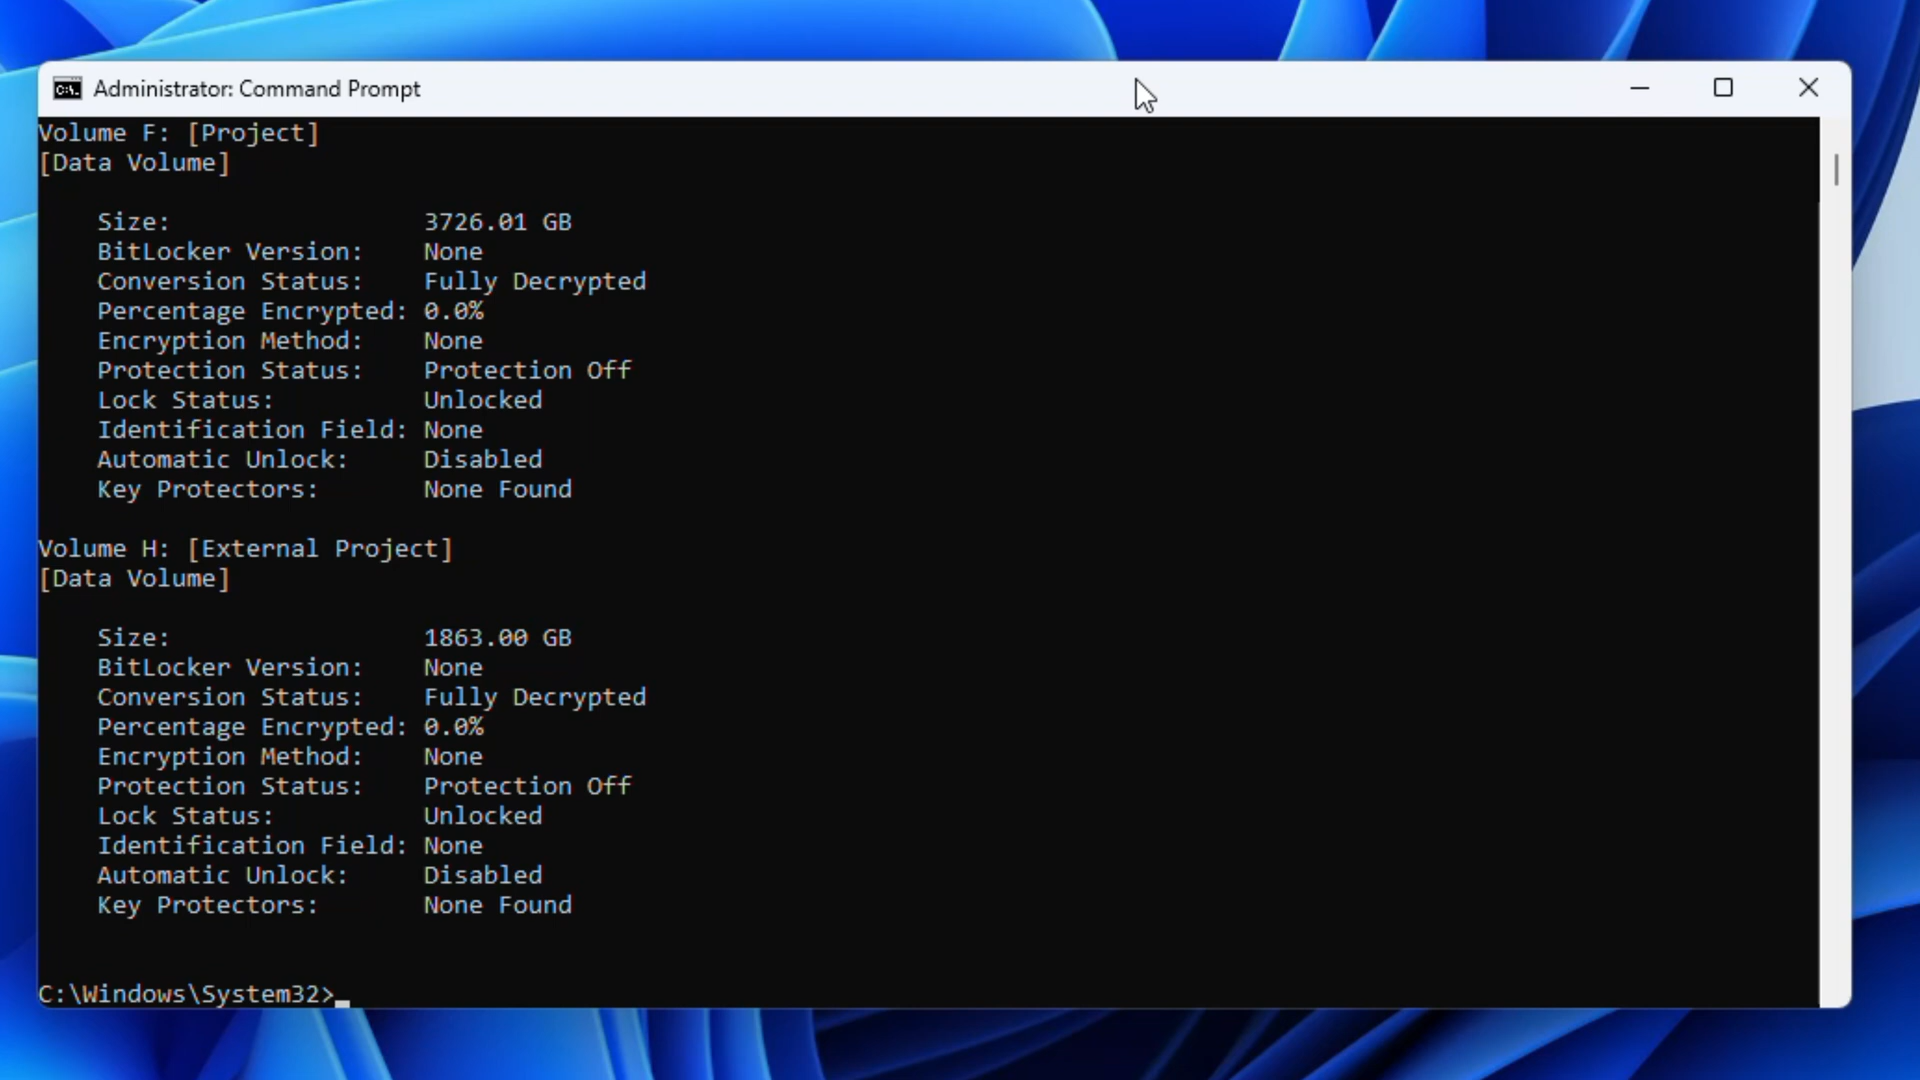 Administrator: Command Prompt
Volume F: [Project]
[Data Volume]
Size: 3726.01 GB
BitLocker Version: None
Conversion Status: Fully Decrypted
Percentage Encrypted: 0.0%
Encryption Method: None
Protection Status: Protection Off
Lock Status: Unlocked
Identification Field: None
Automatic Unlock: Disabled
Key Protectors: None Found
Volume H: [External Project]
[Data Volume]
Size: 1863.00 GB
BitLocker Version: None
Conversion Status: Fully Decrypted
Percentage Encrypted: 0.0%
Encryption Method: None
Protection Status: Protection Off
Lock Status: Unlocked
Identification Field: None
Automatic Unlock: Disabled
Key Protectors: None Found
C:\Windows\System32>